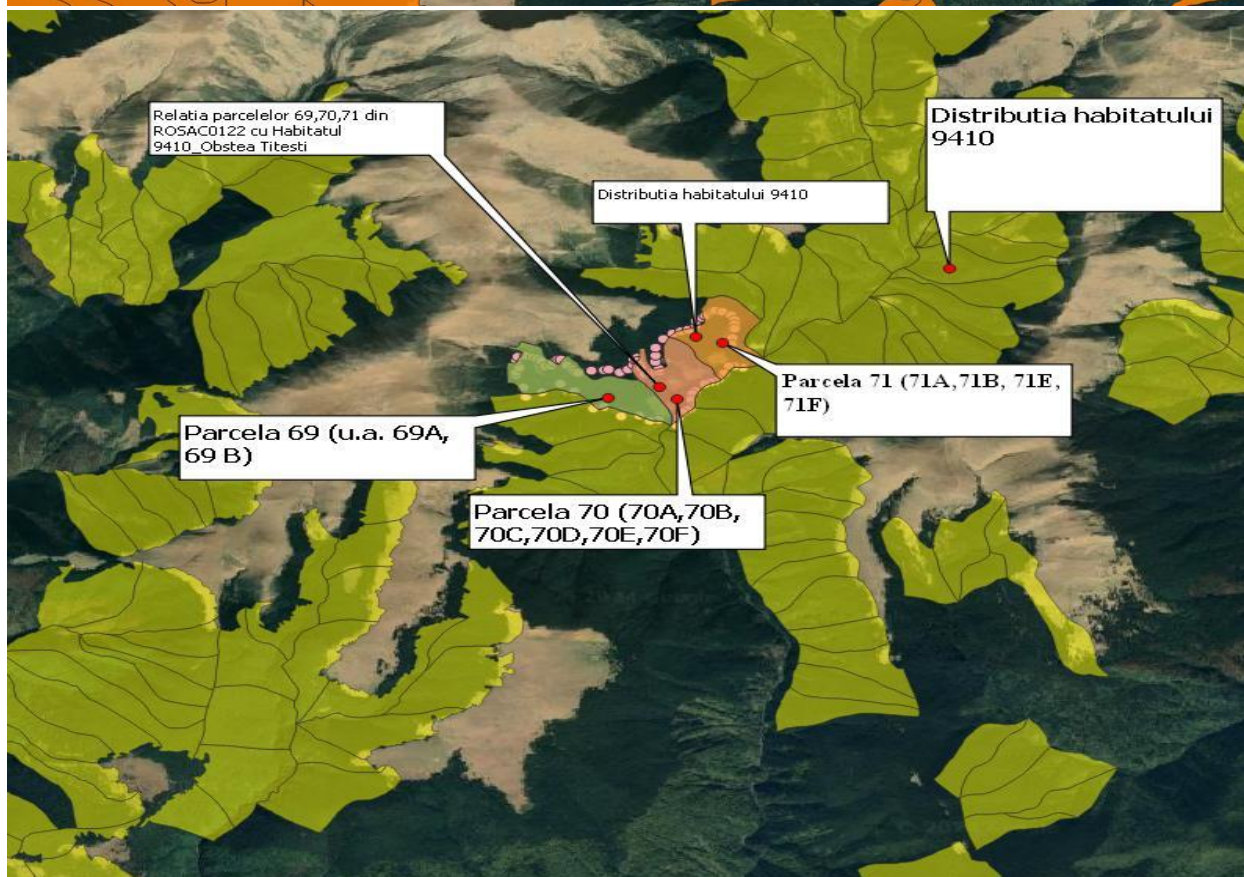 Relatia parcelelor 69,70,71 din
ROSAC0122 cu Habitatul
9410_Obstea Titesti
Distributia habitatului
9410
Distributia habitatului 9410
Parcela 71 (71A,71B, 71E,
71F)
Parcela 69 (u.a. 69A,
69 B)
Parcela 70 (70A,70B,
70C,70D,70E,70F)